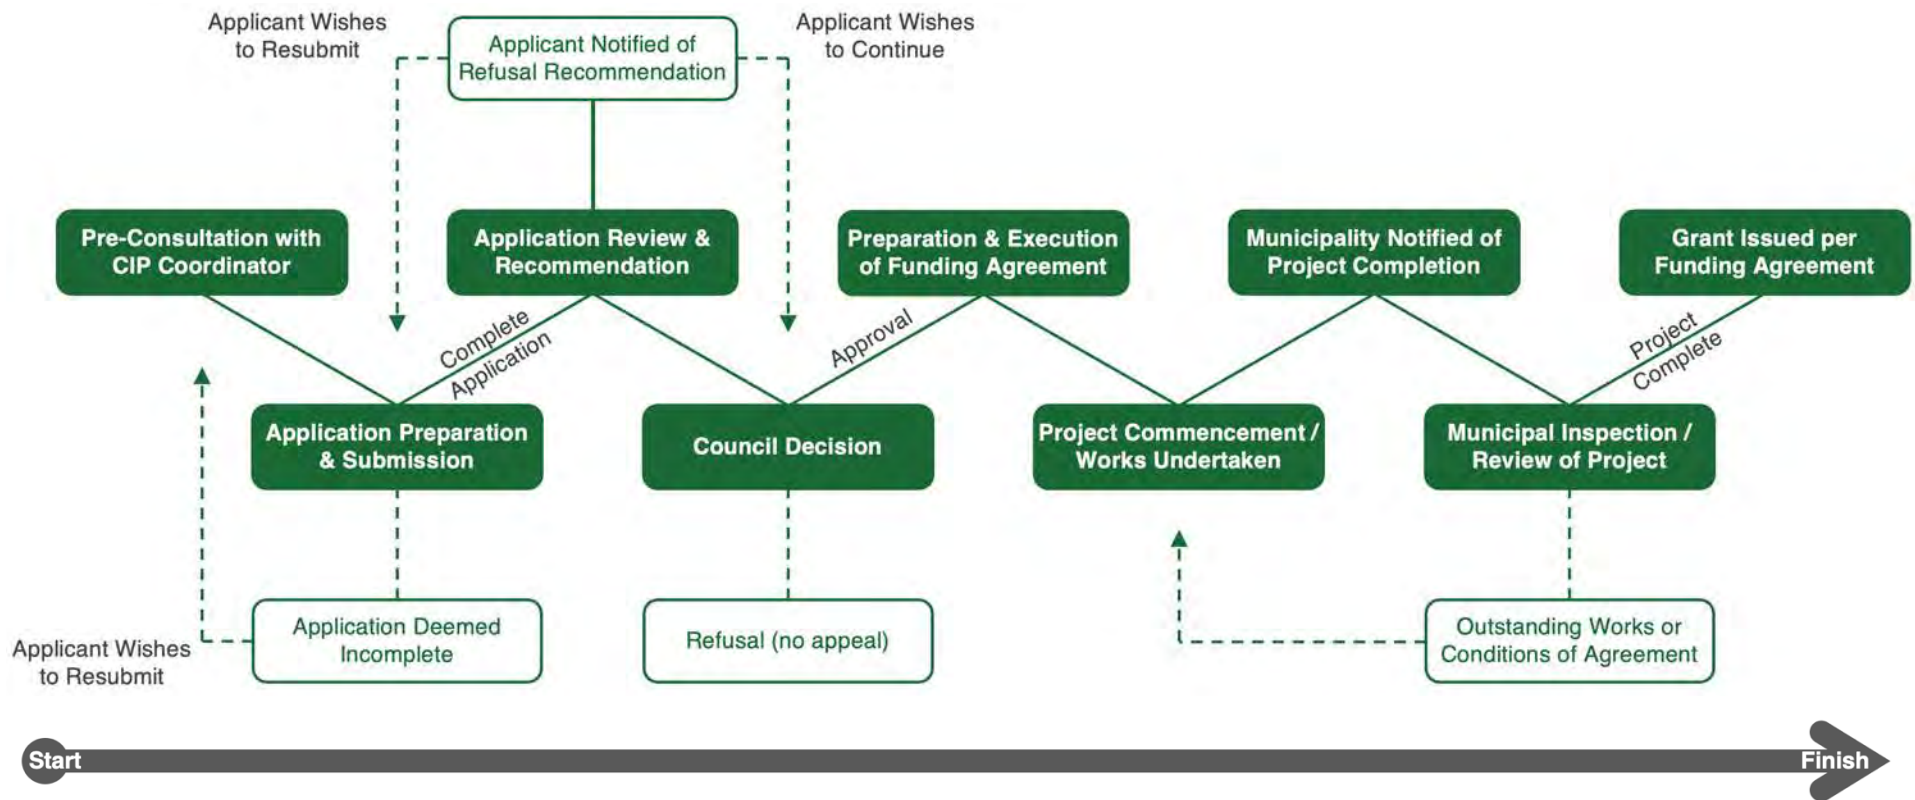 Applicant Wishes
to Resubmit
Applicant Notified of
Refusal Recommendation
Applicant Wishes
to Continue
Pre-Consultation with
CIP Coordinator
Application Review &
Recommendation
Preparation & Execution
of Funding Agreement
Municipality Notified of
Project Completion
Grant Issued per
Funding Agreement
Complete
Application
Approval
Project
Complete
Application Preparation
& Submission
Council Decision
Project Commencement /
Works Undertaken
Municipal Inspection /
Review of Project
Applicant Wishes
to Resubmit
Application Deemed
Incomplete
Refusal (no appeal)
Outstanding Works or
Conditions of Agreement
Start
Finish